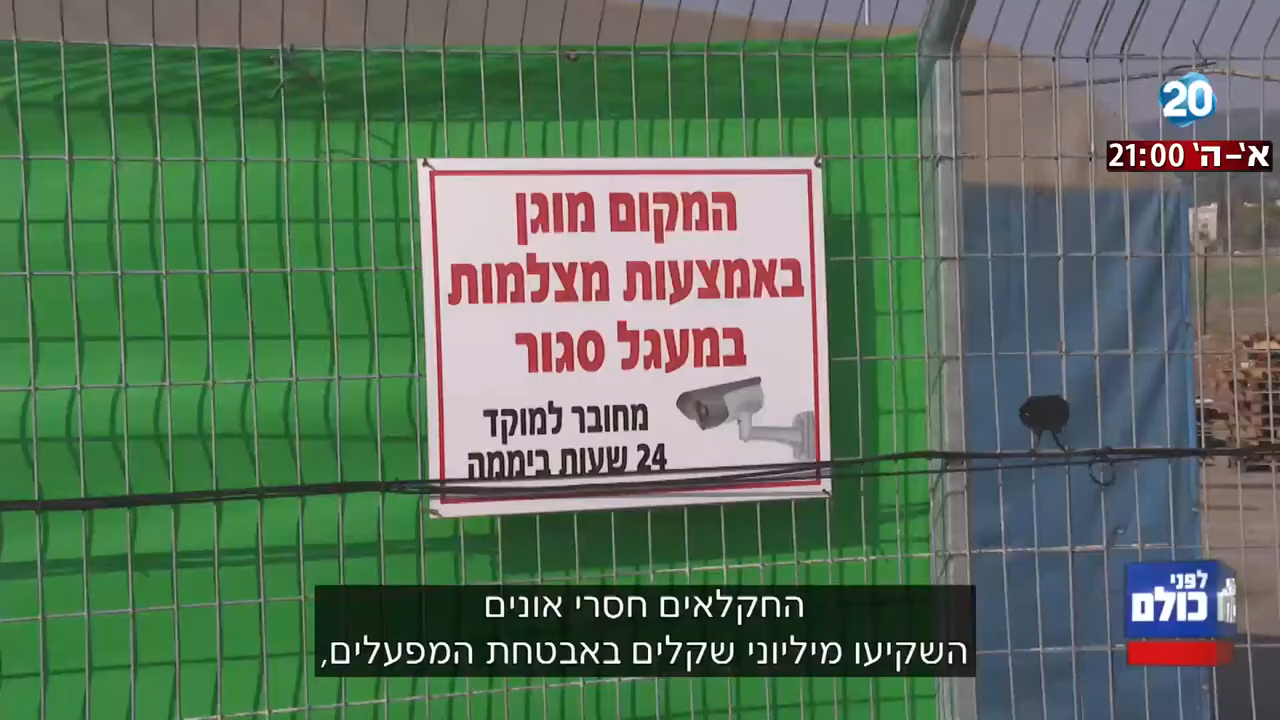 20
א'-ה' 21:00
המקום מוגן
באמצעות מצלמות
במעגל סגור
מחובר למוקד
24 שעות ביממה
החקלאים חסרי אונים
השקיעו מיליוני שקלים באבטחת המפעלים,
לפני
כולם